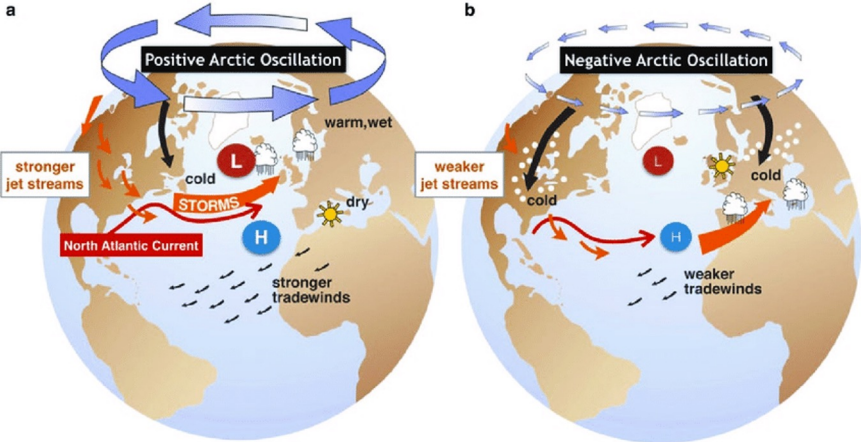 a
Positive Arctic Oscillation
warm,wet
stronger
jet streams
L
cold
STORMS
dry
North Atlantic Current
H
stronger
tradewinds
b
Negative Arctic Oscillation
weaker
jet streams
L
cold
cold
H
weaker
tradewinds